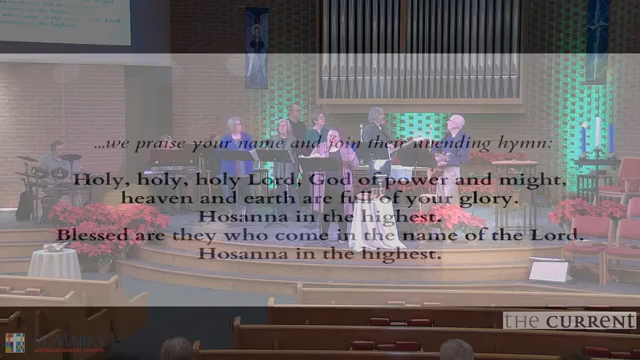 ...we praise your name and join their unending hymn:
Holy, holy, holy Lord, God of power and might,
heaven and earth are full of your glory.
Hosanna in the highest.
Blessed are they who come in the name of the Lord.
Hosanna in the highest.
the CURRENT
ST. MARKS